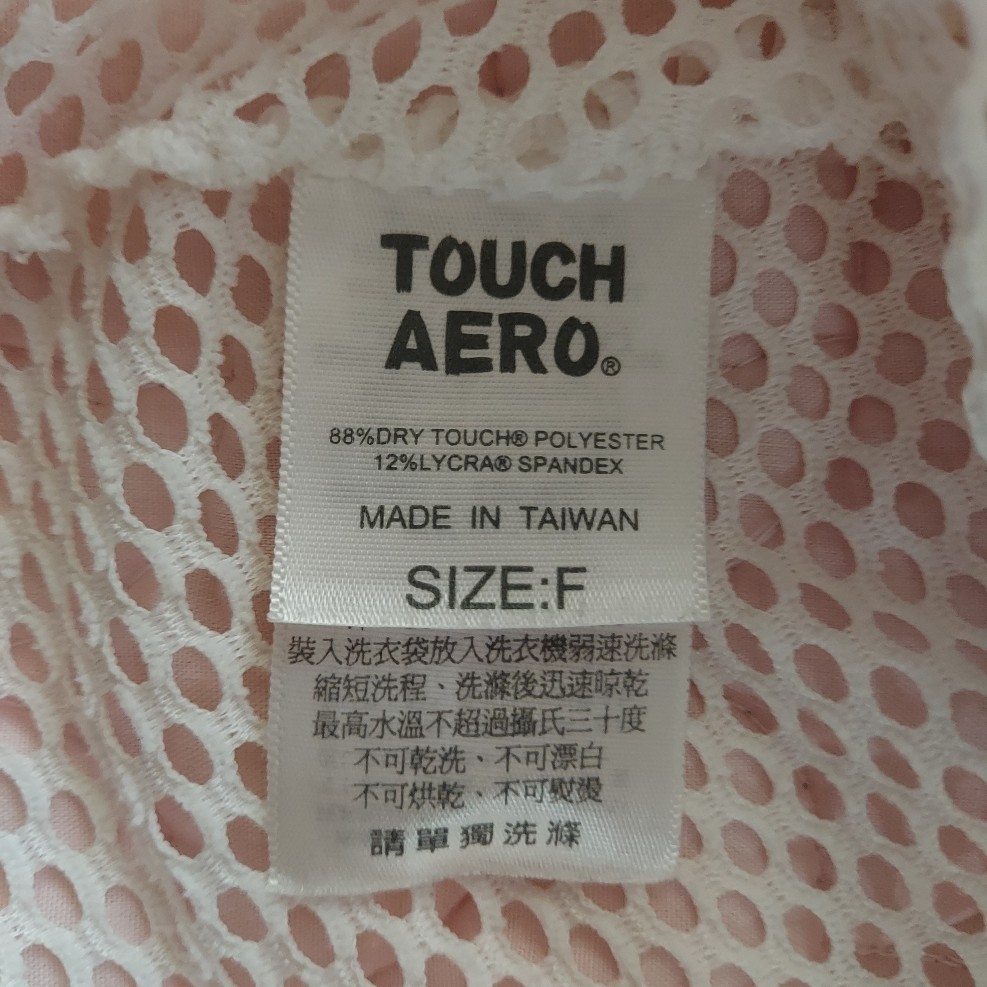 TOUCH
AERO®
88%DRY TOUCH® POLYESTER
12%LYCRA® SPANDEX
MADE IN TAIWAN
SIZE:F
裝入洗衣袋放入洗衣機弱速洗滌
縮短洗程、洗滌後迅速晾乾
最高水溫不超過攝氏三十度
不可乾洗、不可漂白
不可烘乾、不可熨燙
請單獨洗滌